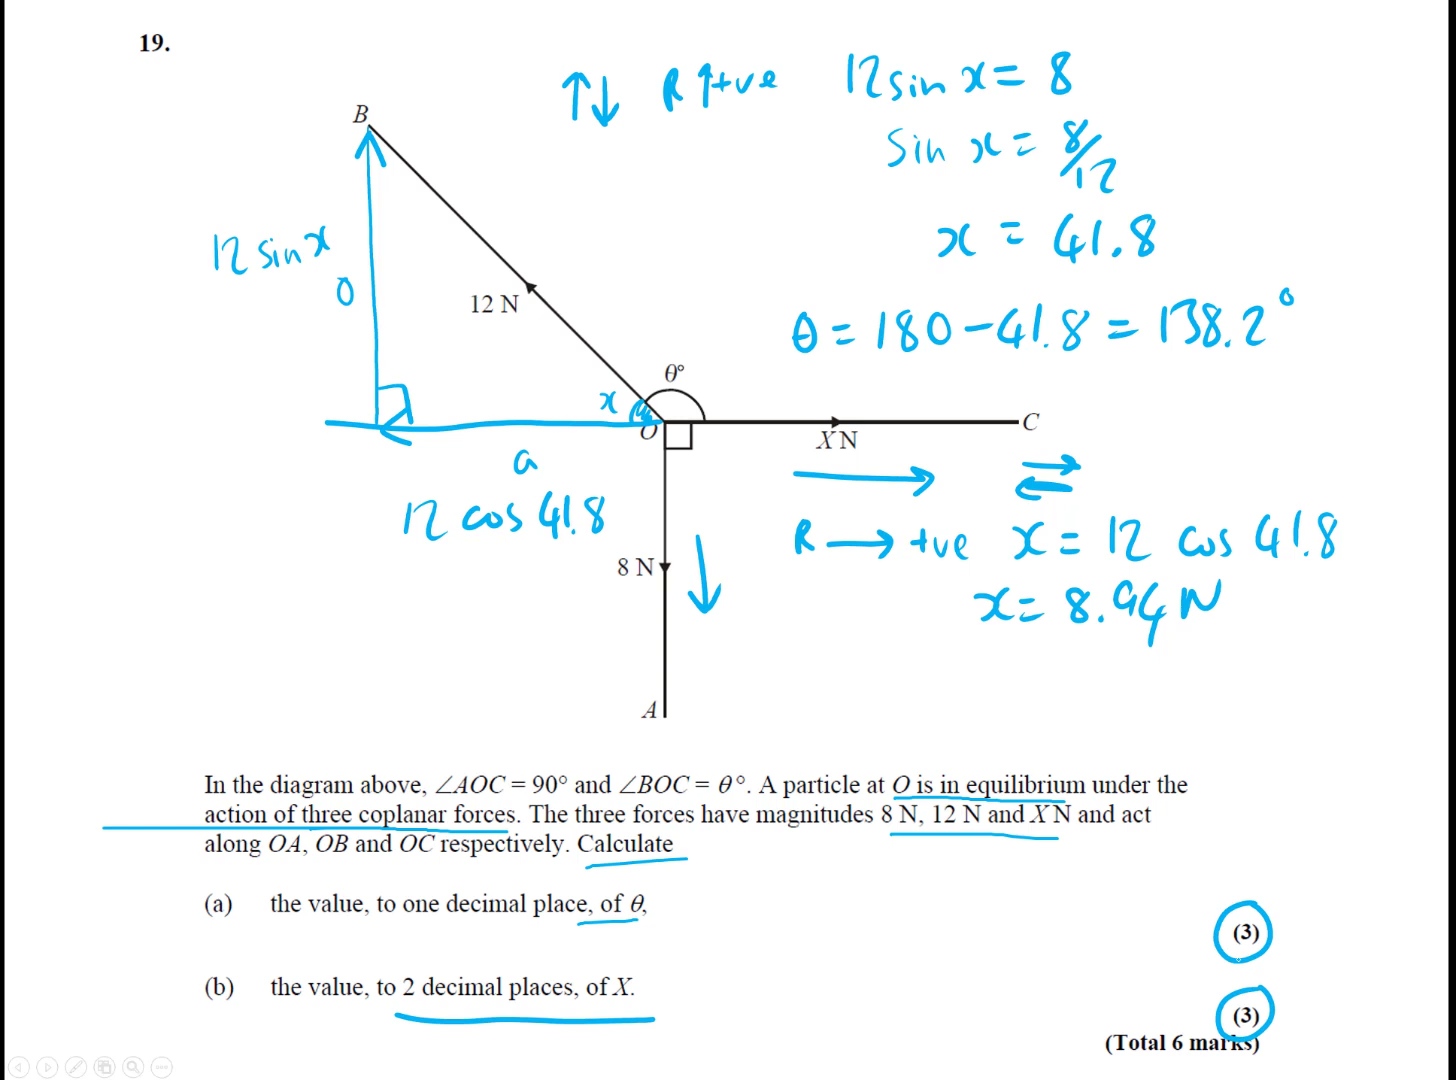 19.
↑↓ R ↑+ve 12 sin x = 8
sin x = 8/12
x = 41.8
θ = 180 - 41.8 = 138.2°
B
12 sin x
O
12 N
θ°
x
O
C
X N
a
12 cos 41.8
R → +ve x = 12 cos 41.8
x = 8.94 N
8 N
A
In the diagram above, ∠AOC = 90° and ∠BOC = θ°. A particle at O is in equilibrium under the
action of three coplanar forces. The three forces have magnitudes 8 N, 12 N and X N and act
along OA, OB and OC respectively. Calculate
(a) the value, to one decimal place, of θ,
(3)
(b) the value, to 2 decimal places, of X.
(3)
(Total 6 marks)